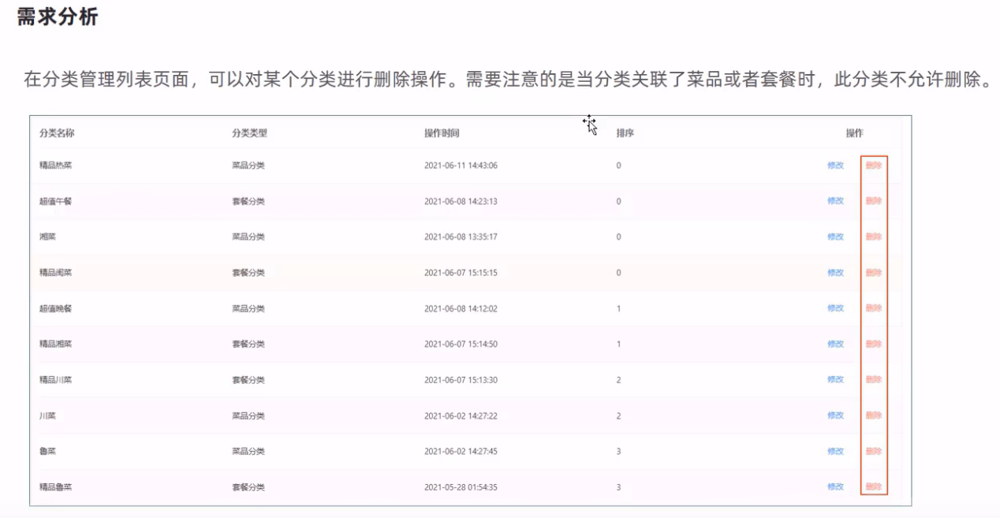 需求分析
在分类管理列表页面，可以对某个分类进行删除操作。需要注意的是当分类关联了菜品或者套餐时，此分类不允许删除。
分类名称 分类类型 操作时间 排序 操作
精品热菜 菜品分类 2021-06-11 14:43:06 0 修改 删除
超值午餐 套餐分类 2021-06-08 14:23:13 0 修改 删除
湘菜 菜品分类 2021-06-08 13:35:17 0 修改 删除
精品闽菜 套餐分类 2021-06-07 15:15:15 0 修改 删除
超值晚餐 菜品分类 2021-06-08 14:12:02 1 修改 删除
精品湘菜 套餐分类 2021-06-07 15:14:50 1 修改 删除
精品川菜 套餐分类 2021-06-07 15:13:30 2 修改 删除
川菜 菜品分类 2021-06-02 14:27:22 2 修改 删除
鲁菜 菜品分类 2021-06-02 14:27:45 3 修改 删除
精品鲁菜 套餐分类 2021-05-28 01:54:35 3 修改 删除